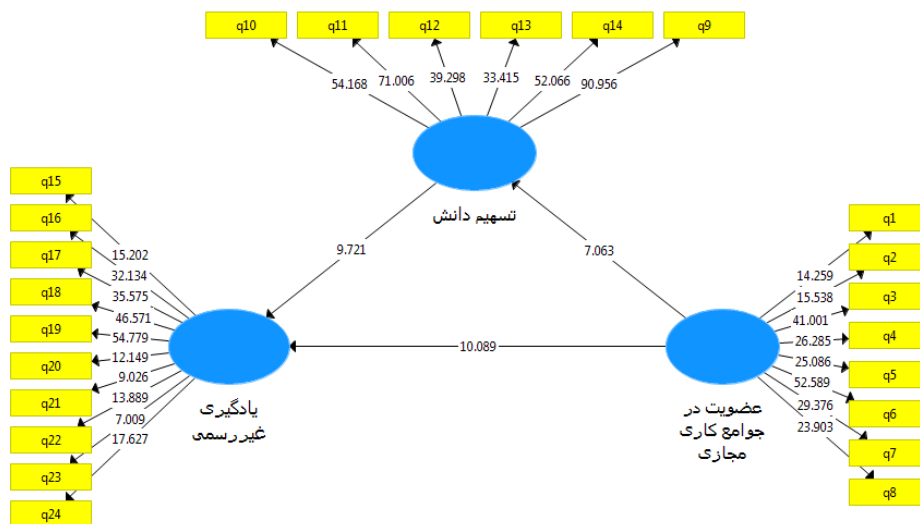 q10
q11
q12
q13
q14
q9
54.168
71.006
39.298
33.415
52.066
90.956
تسهیم دانش
9.721
7.063
10.089
q15
q16
q17
q18
q19
q20
q21
q22
q23
q24
15.202
32.134
35.575
46.571
54.779
12.149
9.026
13.889
7.009
17.627
یادگیری
غیررسمی
عضویت در
جوامع کاری
مجازی
14.259
15.538
41.001
26.285
25.086
52.589
29.376
23.903
q1
q2
q3
q4
q5
q6
q7
q8